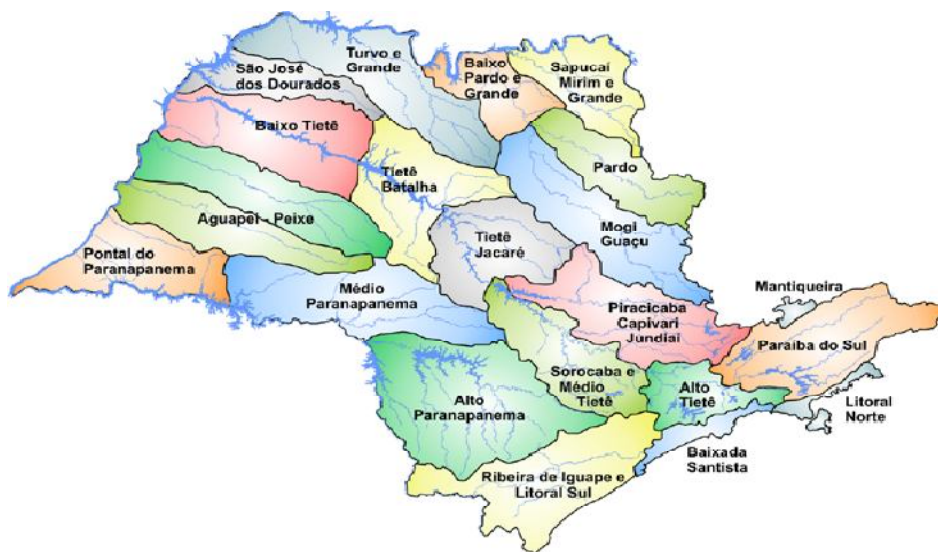 Turvo e
Grande
Baixo
Pardo e
Grande
Sapucaí
Mirim e
Grande
São José
dos Dourados
Baixo Tietê
Tietê
Batalha
Pardo
Aguapeí - Peixe
Mogi
Guaçu
Tietê
Jacaré
Pontal do
Paranapanema
Médio
Paranapanema
Mantiqueira
Piracicaba
Capivari
Jundiaí
Paraíba do Sul
Sorocaba e
Médio
Tietê
Alto
Tietê
Alto
Paranapanema
Litoral
Norte
Baixada
Santista
Ribeira de Iguape e
Litoral Sul